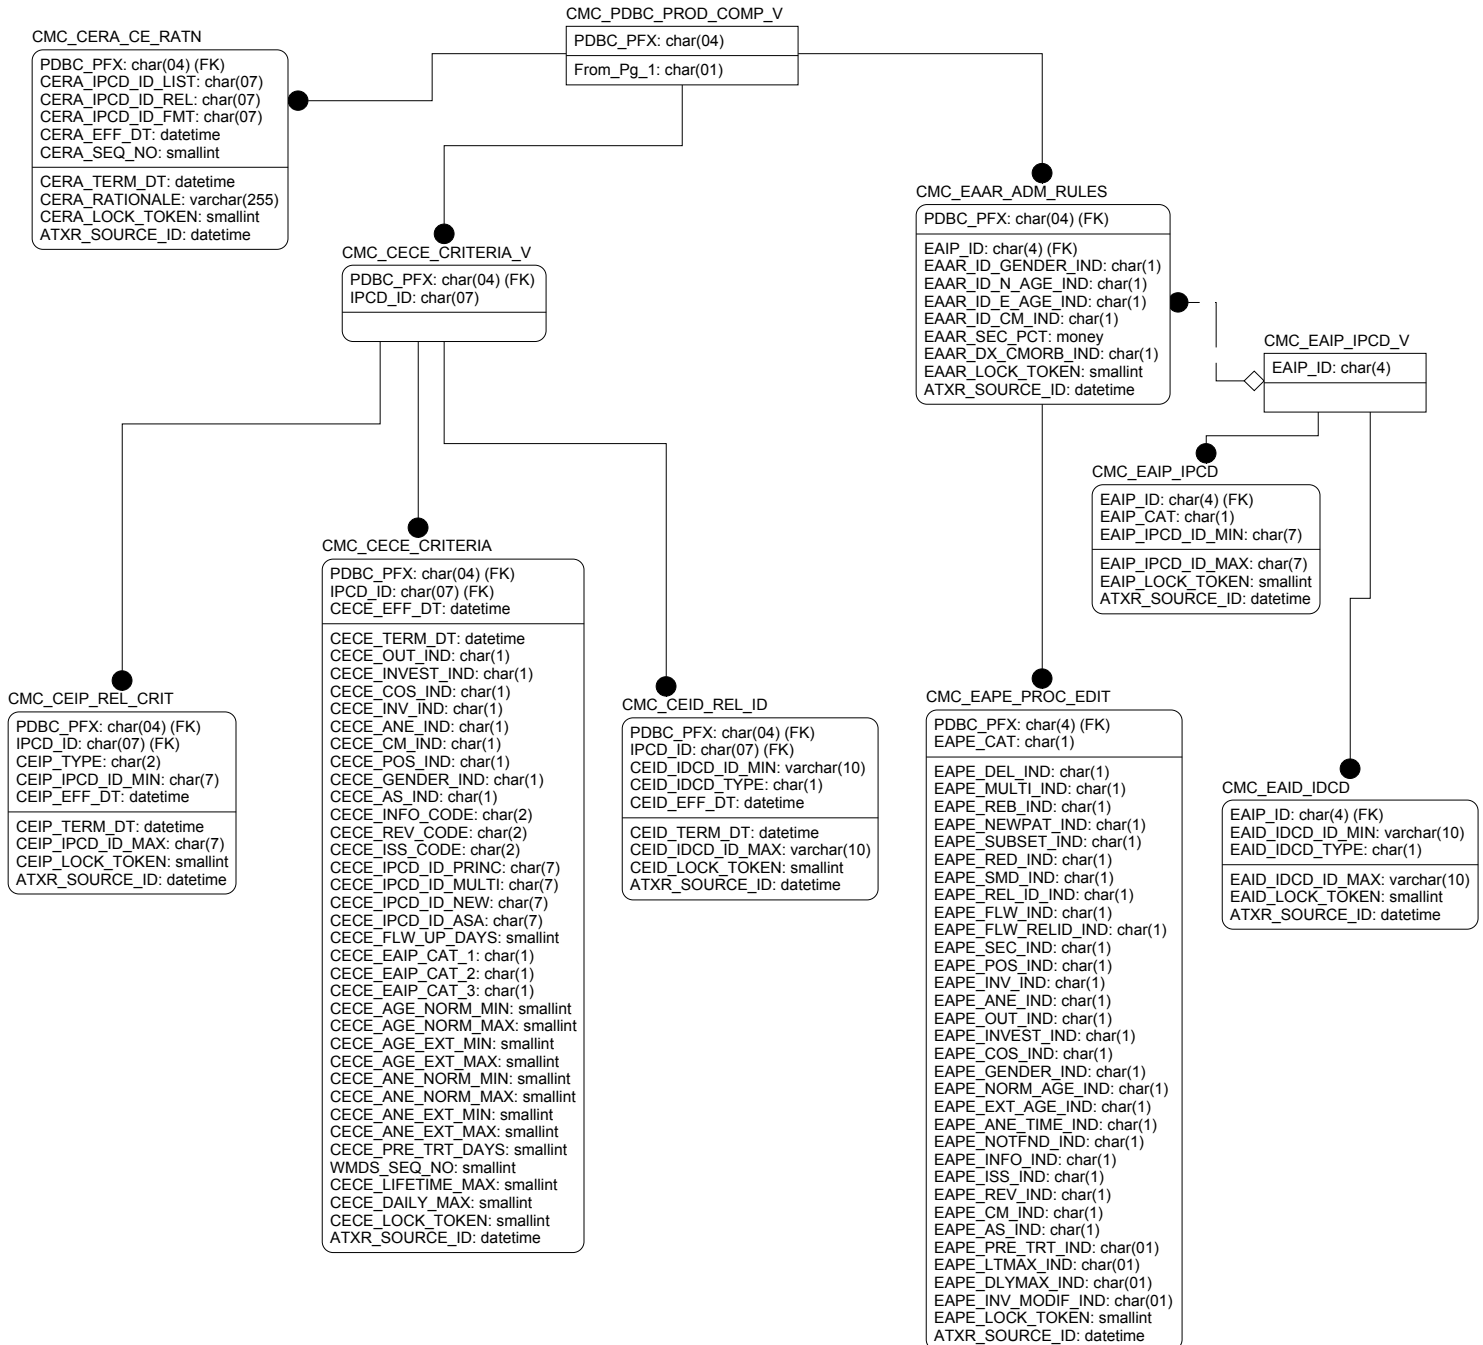 CMC_PDBC_PROD_COMP_V
PDBC_PFX: char(04)
From_Pg_1: char(01)
CMC_CERA_CE_RATN
PDBC_PFX: char(04) (FK)
CERA_IPCD_ID_LIST: char(07)
CERA_IPCD_ID_REL: char(07)
CERA_IPCD_ID_FMT: char(07)
CERA_EFF_DT: datetime
CERA_SEQ_NO: smallint
CERA_TERM_DT: datetime
CERA_RATIONALE: varchar(255)
CERA_LOCK_TOKEN: smallint
ATXR_SOURCE_ID: datetime
CMC_CECE_CRITERIA_V
PDBC_PFX: char(04) (FK)
IPCD_ID: char(07)
CMC_EAAR_ADM_RULES
PDBC_PFX: char(04) (FK)
EAIP_ID: char(4) (FK)
EAAR_ID_GENDER_IND: char(1)
EAAR_ID_N_AGE_IND: char(1)
EAAR_ID_E_AGE_IND: char(1)
EAAR_ID_CM_IND: char(1)
EAAR_SEC_PCT: money
EAAR_DX_CMORB_IND: char(1)
EAAR_LOCK_TOKEN: smallint
ATXR_SOURCE_ID: datetime
CMC_EAIP_IPCD_V
EAIP_ID: char(4)
CMC_EAIP_IPCD
EAIP_ID: char(4) (FK)
EAIP_CAT: char(1)
EAIP_IPCD_ID_MIN: char(7)
EAIP_IPCD_ID_MAX: char(7)
EAIP_LOCK_TOKEN: smallint
ATXR_SOURCE_ID: datetime
CMC_CEIP_REL_CRIT
PDBC_PFX: char(04) (FK)
IPCD_ID: char(07) (FK)
CEIP_TYPE: char(2)
CEIP_IPCD_ID_MIN: char(7)
CEIP_EFF_DT: datetime
CEIP_TERM_DT: datetime
CEIP_IPCD_ID_MAX: char(7)
CEIP_LOCK_TOKEN: smallint
ATXR_SOURCE_ID: datetime
CMC_CECE_CRITERIA
PDBC_PFX: char(04) (FK)
IPCD_ID: char(07) (FK)
CECE_EFF_DT: datetime
CECE_TERM_DT: datetime
CECE_OUT_IND: char(1)
CECE_INVEST_IND: char(1)
CECE_COS_IND: char(1)
CECE_INV_IND: char(1)
CECE_ANE_IND: char(1)
CECE_CM_IND: char(1)
CECE_POS_IND: char(1)
CECE_GENDER_IND: char(1)
CECE_AS_IND: char(1)
CECE_INFO_CODE: char(2)
CECE_REV_CODE: char(2)
CECE_ISS_CODE: char(2)
CECE_IPCD_ID_PRINC: char(7)
CECE_IPCD_ID_MULTI: char(7)
CECE_IPCD_ID_NEW: char(7)
CECE_IPCD_ID_ASA: char(7)
CECE_FLW_UP_DAYS: smallint
CECE_EAIP_CAT_1: char(1)
CECE_EAIP_CAT_2: char(1)
CECE_EAIP_CAT_3: char(1)
CECE_AGE_NORM_MIN: smallint
CECE_AGE_NORM_MAX: smallint
CECE_AGE_EXT_MIN: smallint
CECE_AGE_EXT_MAX: smallint
CECE_ANE_NORM_MIN: smallint
CECE_ANE_NORM_MAX: smallint
CECE_ANE_EXT_MIN: smallint
CECE_ANE_EXT_MAX: smallint
CECE_PRE_TRT_DAYS: smallint
WMDS_SEQ_NO: smallint
CECE_LIFETIME_MAX: smallint
CECE_DAILY_MAX: smallint
CECE_LOCK_TOKEN: smallint
ATXR_SOURCE_ID: datetime
CMC_CEID_REL_ID
PDBC_PFX: char(04) (FK)
IPCD_ID: char(07) (FK)
CEID_IDCD_ID_MIN: varchar(10)
CEID_IDCD_TYPE: char(1)
CEID_EFF_DT: datetime
CEID_TERM_DT: datetime
CEID_IDCD_ID_MAX: varchar(10)
CEID_LOCK_TOKEN: smallint
ATXR_SOURCE_ID: datetime
CMC_EAPE_PROC_EDIT
PDBC_PFX: char(4) (FK)
EAPE_CAT: char(1)
EAPE_DEL_IND: char(1)
EAPE_MULTI_IND: char(1)
EAPE_REB_IND: char(1)
EAPE_NEWPAT_IND: char(1)
EAPE_SUBSET_IND: char(1)
EAPE_RED_IND: char(1)
EAPE_SMD_IND: char(1)
EAPE_REL_ID_IND: char(1)
EAPE_FLW_IND: char(1)
EAPE_FLW_RELID_IND: char(1)
EAPE_SEC_IND: char(1)
EAPE_POS_IND: char(1)
EAPE_INV_IND: char(1)
EAPE_ANE_IND: char(1)
EAPE_OUT_IND: char(1)
EAPE_INVEST_IND: char(1)
EAPE_COS_IND: char(1)
EAPE_GENDER_IND: char(1)
EAPE_NORM_AGE_IND: char(1)
EAPE_EXT_AGE_IND: char(1)
EAPE_ANE_TIME_IND: char(1)
EAPE_NOTFND_IND: char(1)
EAPE_INFO_IND: char(1)
EAPE_ISS_IND: char(1)
EAPE_REV_IND: char(1)
EAPE_CM_IND: char(1)
EAPE_AS_IND: char(1)
EAPE_PRE_TRT_IND: char(01)
EAPE_LTMAX_IND: char(01)
EAPE_DLYMAX_IND: char(01)
EAPE_INV_MODIF_IND: char(01)
EAPE_LOCK_TOKEN: smallint
ATXR_SOURCE_ID: datetime
CMC_EAID_IDCD
EAIP_ID: char(4) (FK)
EAID_IDCD_ID_MIN: varchar(10)
EAID_IDCD_TYPE: char(1)
EAID_IDCD_ID_MAX: varchar(10)
EAID_LOCK_TOKEN: smallint
ATXR_SOURCE_ID: datetime